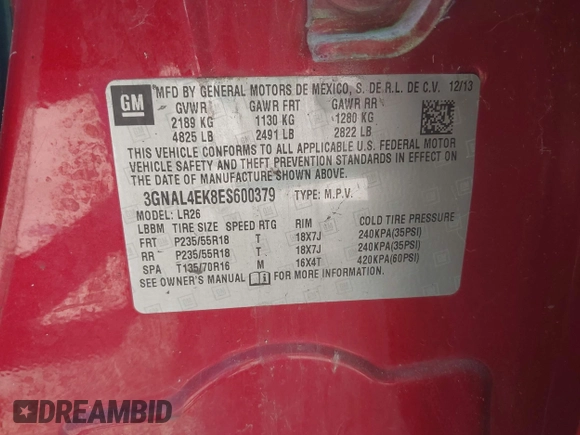 GM
MFD BY GENERAL MOTORS DE MEXICO, S. DE R.L. DE C.V. 12/13
GVWR GAWR FRT GAWR RR
2189 KG 1130 KG 1280 KG
4825 LB 2491 LB 2822 LB
THIS VEHICLE CONFORMS TO ALL APPLICABLE U.S. FEDERAL MOTOR
VEHICLE SAFETY AND THEFT PREVENTION STANDARDS IN EFFECT ON
THE DATE OF MANUFACTURE SHOWN ABOVE.
3GNAL4EK8ES600379 TYPE: M.P.V.
MODEL: LR26
LBBM TIRE SIZE SPEED RTG RIM COLD TIRE PRESSURE
FRT P235/55R18 T 18X7J 240KPA(35PSI)
RR P235/55R18 T 18X7J 240KPA(35PSI)
SPA T135/70R16 M 16X4T 420KPA(60PSI)
SEE OWNER'S MANUAL FOR MORE INFORMATION.
DREAMBID